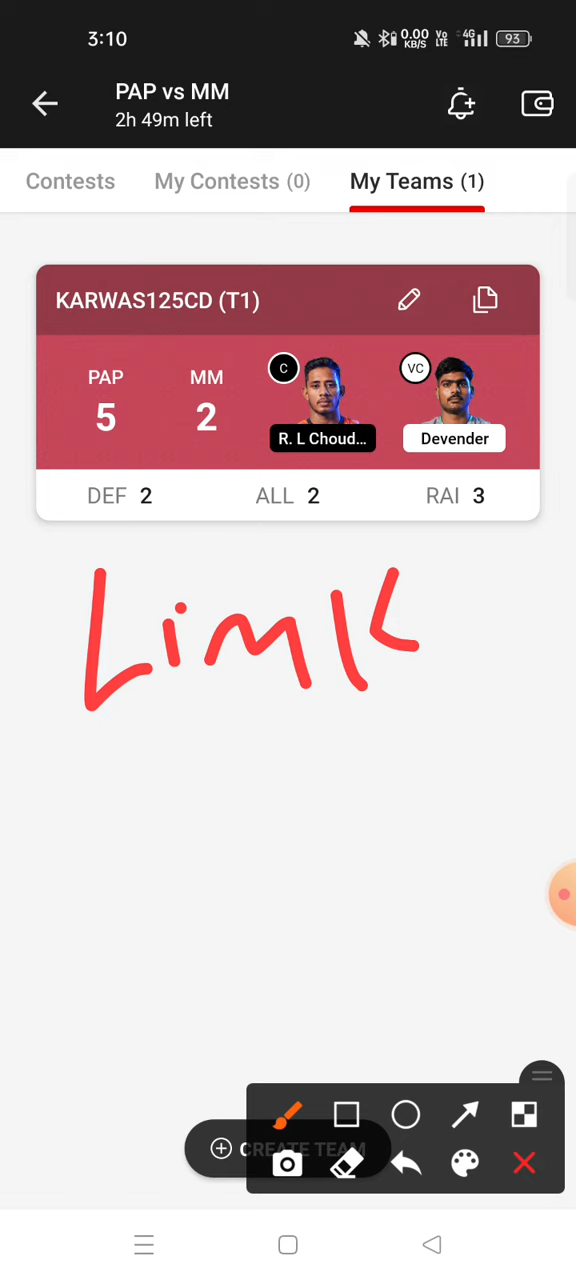 3:10 0.00 KB/S Vo LTE 4G 93
PAP vs MM
2h 49m left
Contests My Contests (0) My Teams (1)
KARWAS125CD (T1)
PAP MM C VC
5 2
R. L Choud... Devender
DEF 2 ALL 2 RAI 3
LiMK
CREATE TEAM